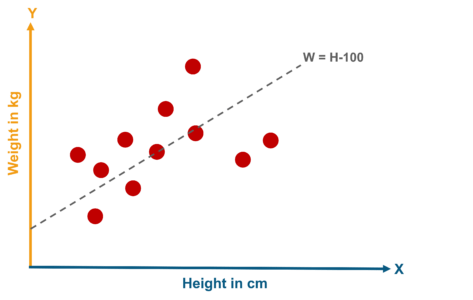 Y
W = H-100
Weight in kg
X
Height in cm